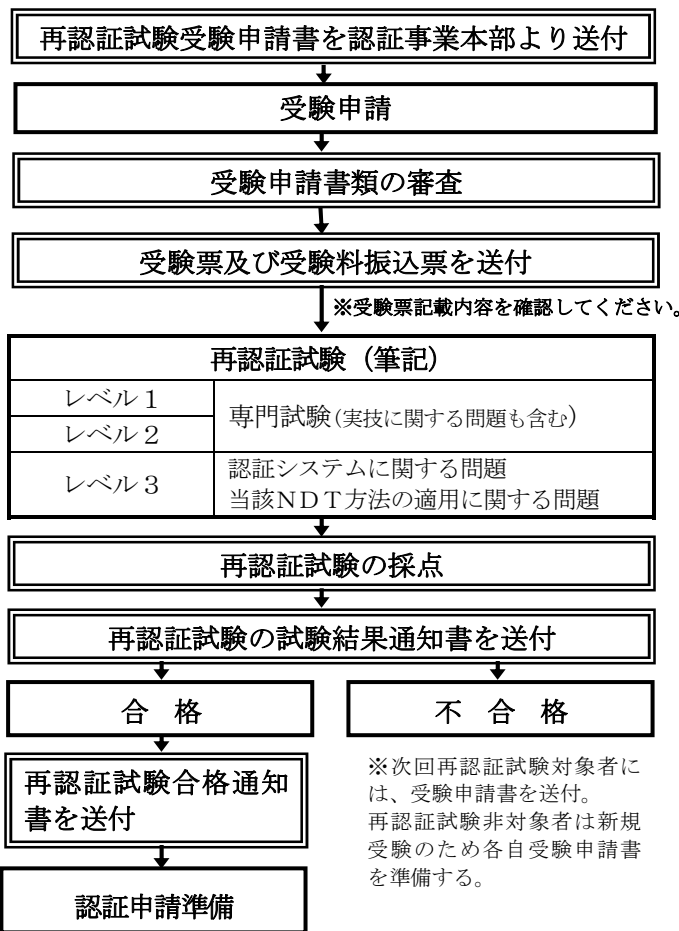 再認証試験受験申請書を認証事業本部より送付
受験申請
受験申請書類の審査
受験票及び受験料振込票を送付
※受験票記載内容を確認してください。
再認証試験（筆記）
レベル１
レベル２
専門試験(実技に関する問題も含む)
レベル３
認証システムに関する問題
当該ＮＤＴ方法の適用に関する問題
再認証試験の採点
再認証試験の試験結果通知書を送付
合　格
不　合　格
再認証試験合格通知
書を送付
※次回再認証試験対象者に
は、受験申請書を送付。
再認証試験非対象者は新規
受験のため各自受験申請書
を準備する。
認証申請準備